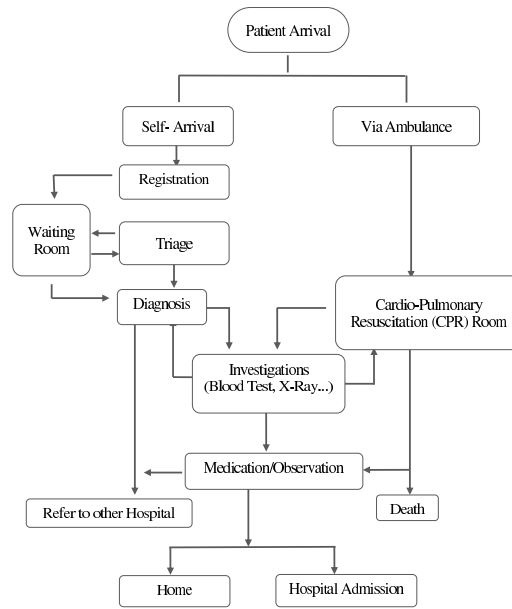 Patient Arrival
Self- Arrival
Via Ambulance
Registration
Waiting
Room
Triage
Diagnosis
Cardio-Pulmonary
Resuscitation (CPR) Room
Investigations
(Blood Test, X-Ray...)
Medication/Observation
Refer to other Hospital
Death
Home
Hospital Admission